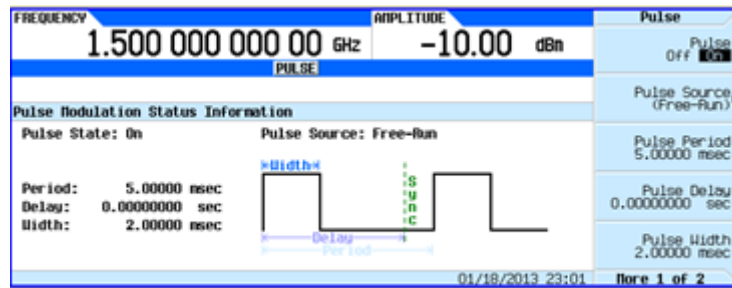 FREQUENCY
AMPLITUDE
1.500 000 000 00 GHz
-10.00 dBm
PULSE
Pulse Modulation Status Information
Pulse State: On
Pulse Source: Free-Run
Period: 5.00000 msec
Delay: 0.00000000 sec
Width: 2.00000 msec
Width
Sync
Delay
Period
01/18/2013 23:01
Pulse
Pulse
Off On
Pulse Source
(Free-Run)
Pulse Period
5.00000 msec
Pulse Delay
0.00000000 sec
Pulse Width
2.00000 msec
More 1 of 2